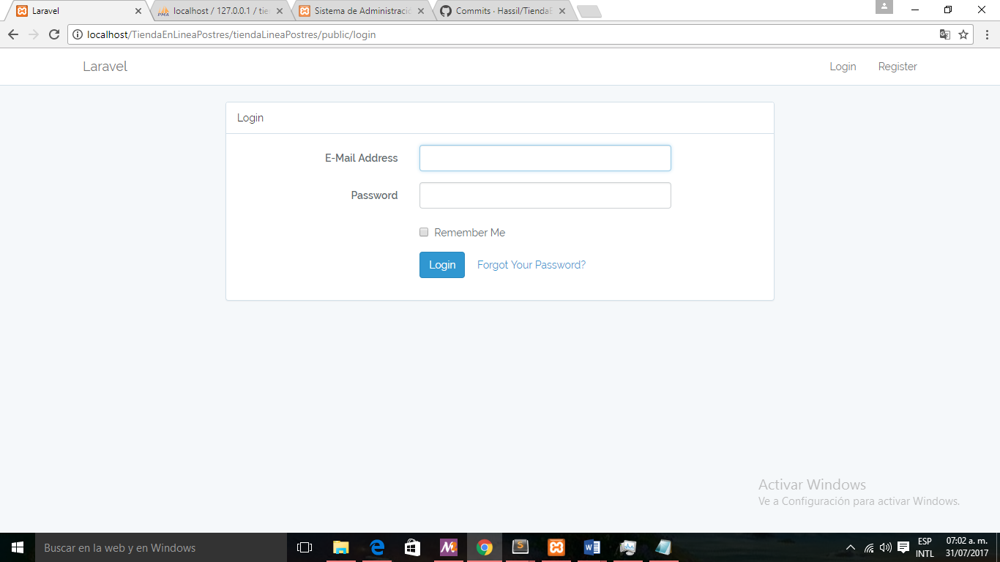 Laravel
localhost / 127.0.0.1 / tie
Sistema de Administració
Commits - Hassil/TiendaE
localhost/TiendaEnLineaPostres/tiendaLineaPostres/public/login
Laravel
Login
Register
Login
E-Mail Address
Password
Remember Me
Login
Forgot Your Password?
Activar Windows
Ve a Configuración para activar Windows.
Buscar en la web y en Windows
ESP
INTL
07:02 a. m.
31/07/2017